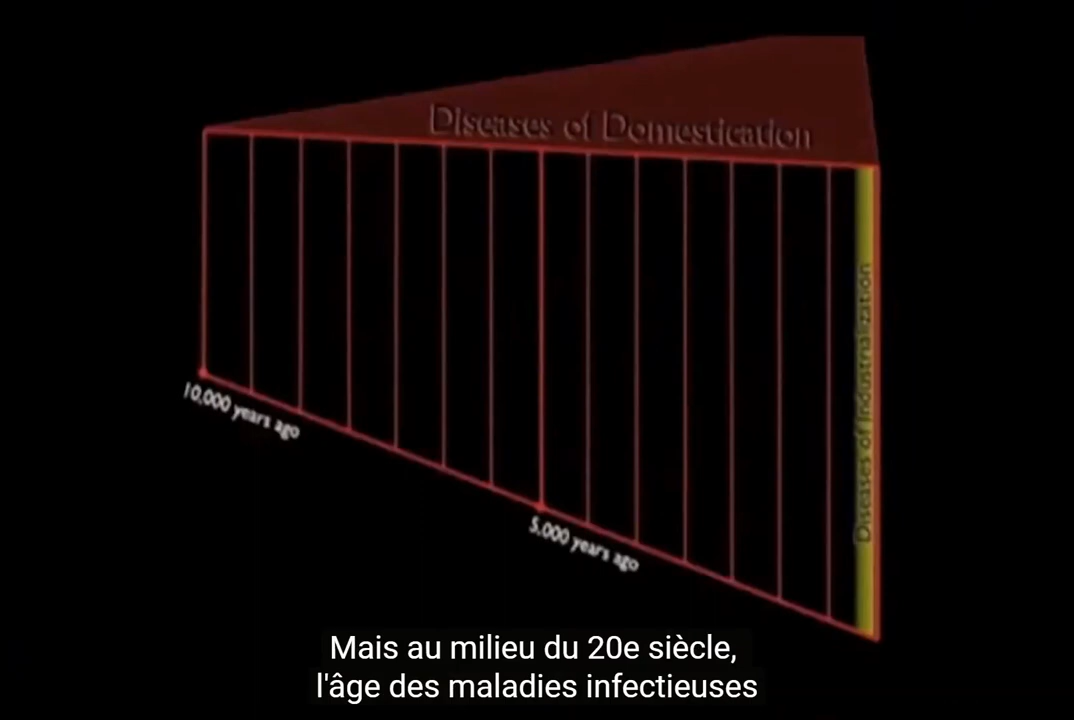 Diseases of Domestication
Diseases of Industrialization
10,000 years ago
5,000 years ago
Mais au milieu du 20e siècle,
l'âge des maladies infectieuses